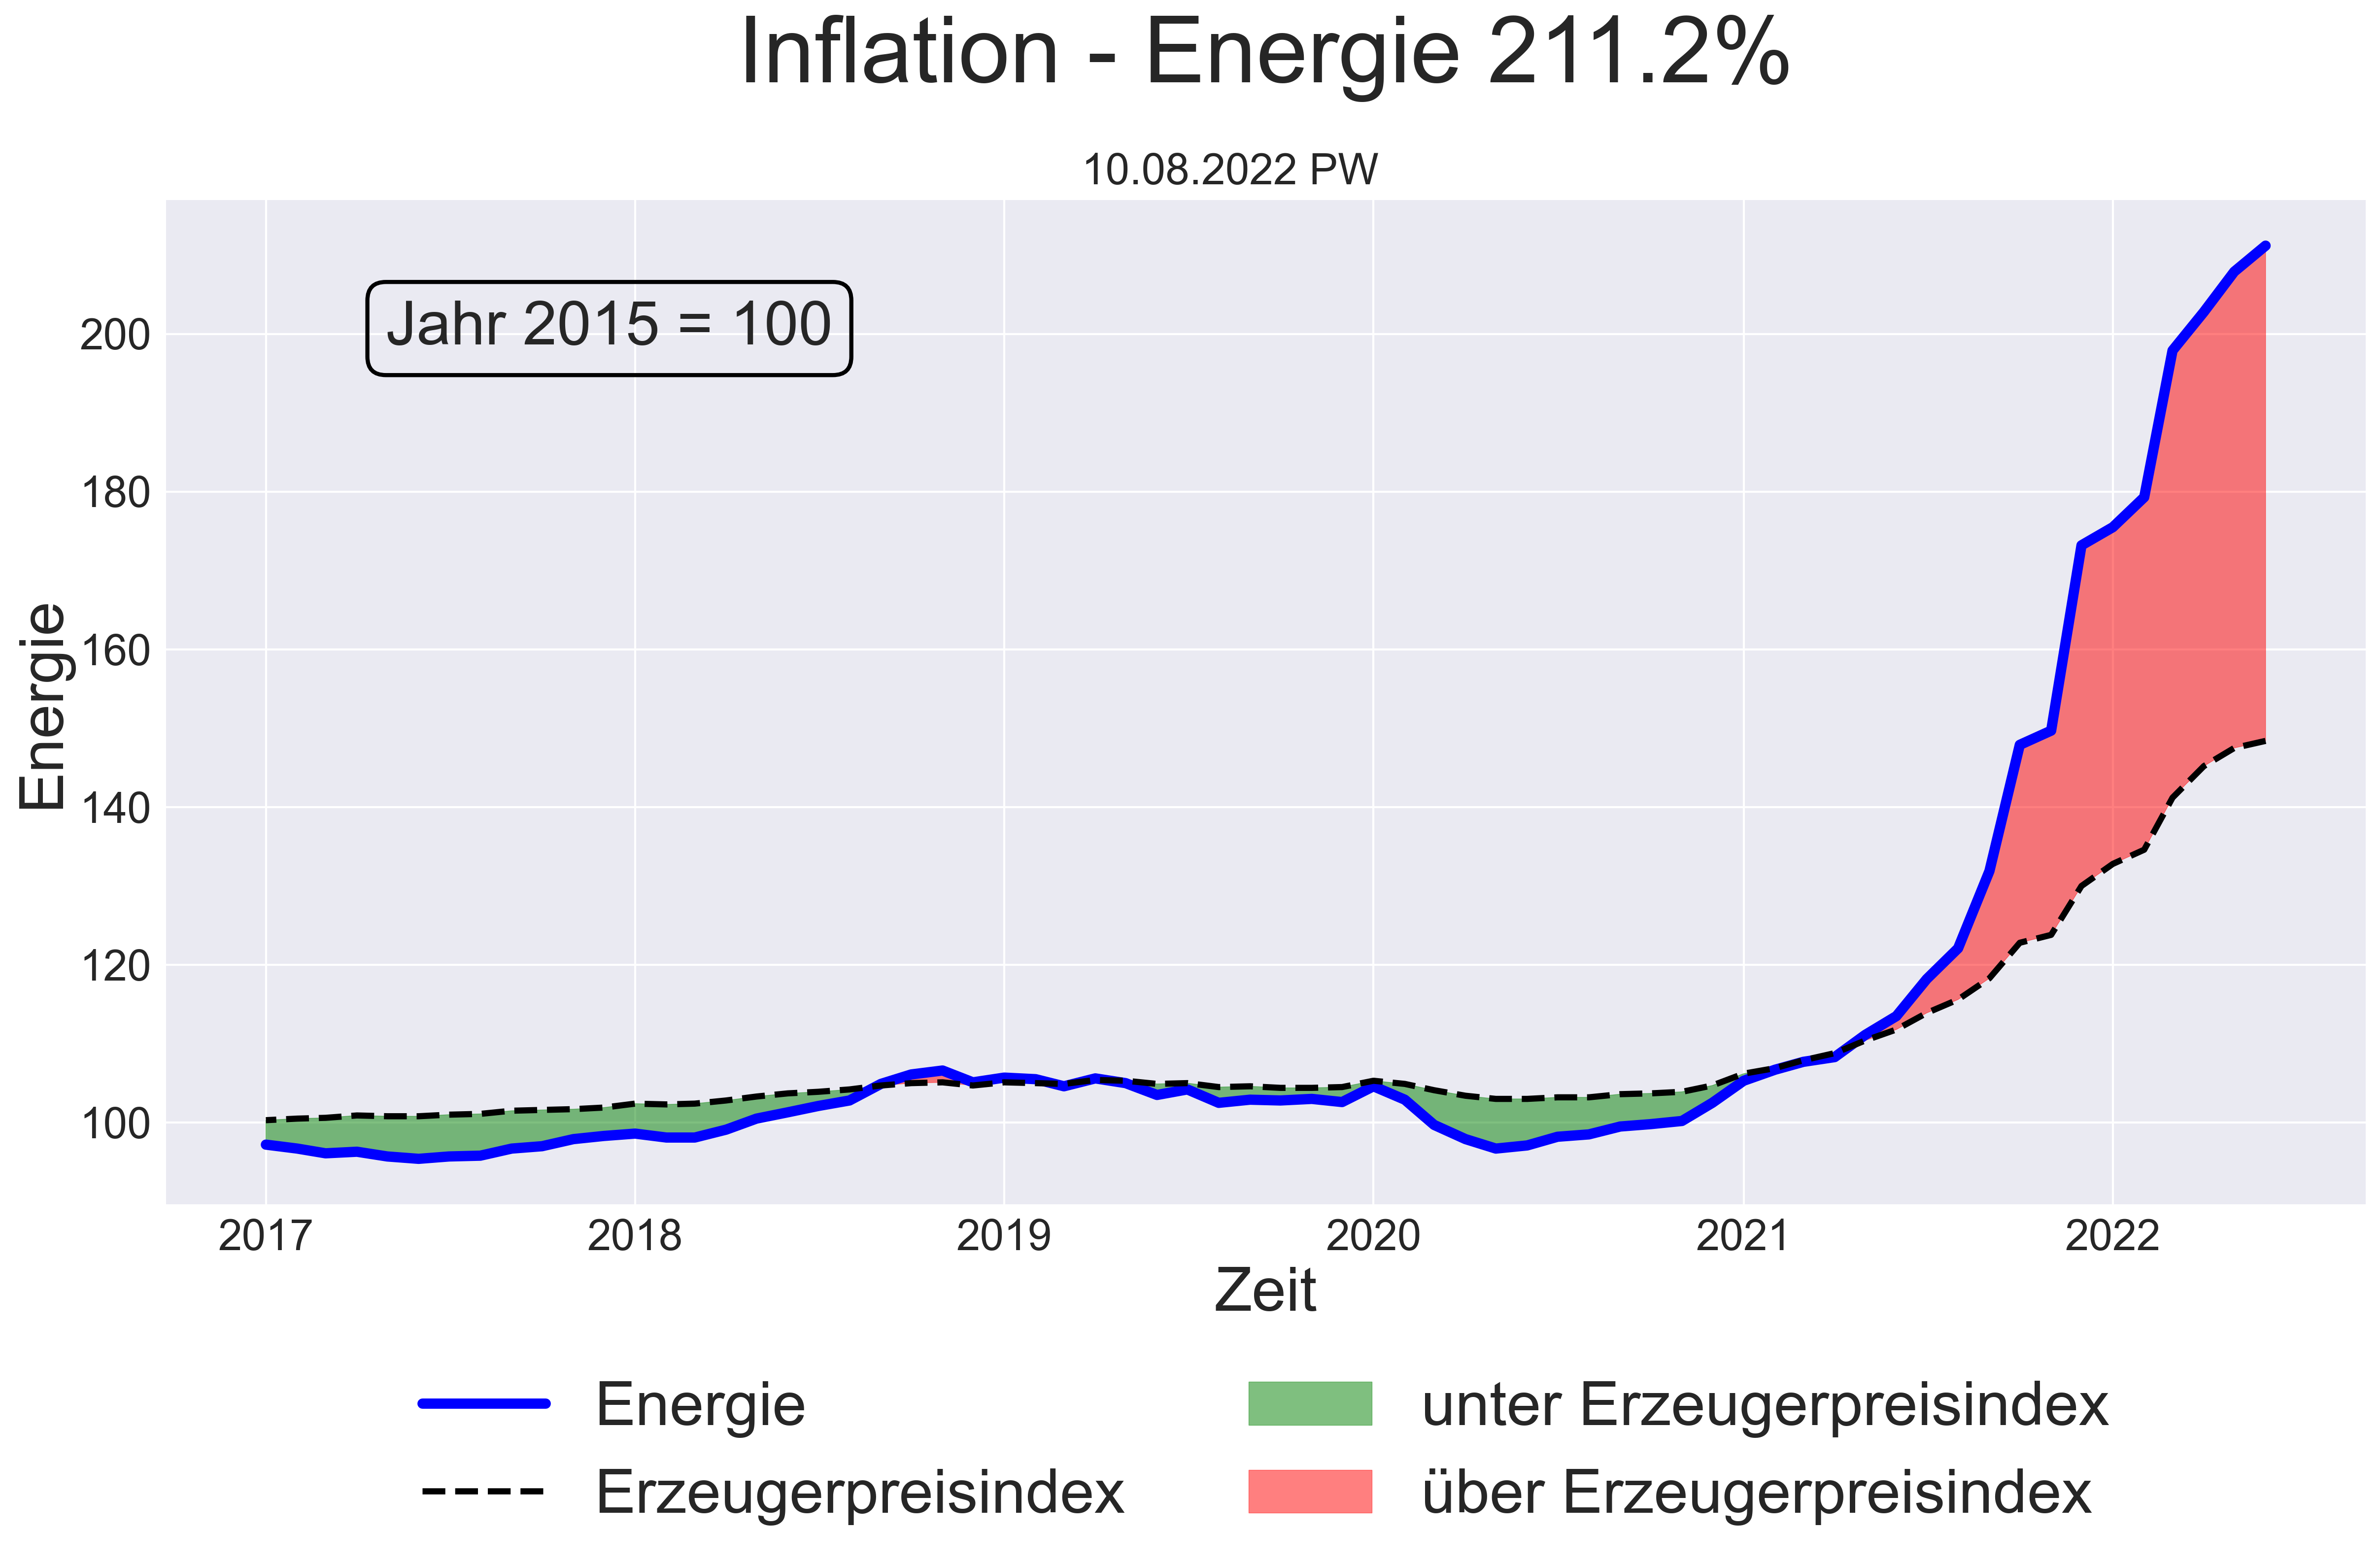 Inflation - Energie 211.2%
10.08.2022 PW
Jahr 2015 = 100
200
180
160
140
120
100
Energie
2017 2018 2019 2020 2021 2022
Zeit
Energie
Erzeugerpreisindex
unter Erzeugerpreisindex
über Erzeugerpreisindex